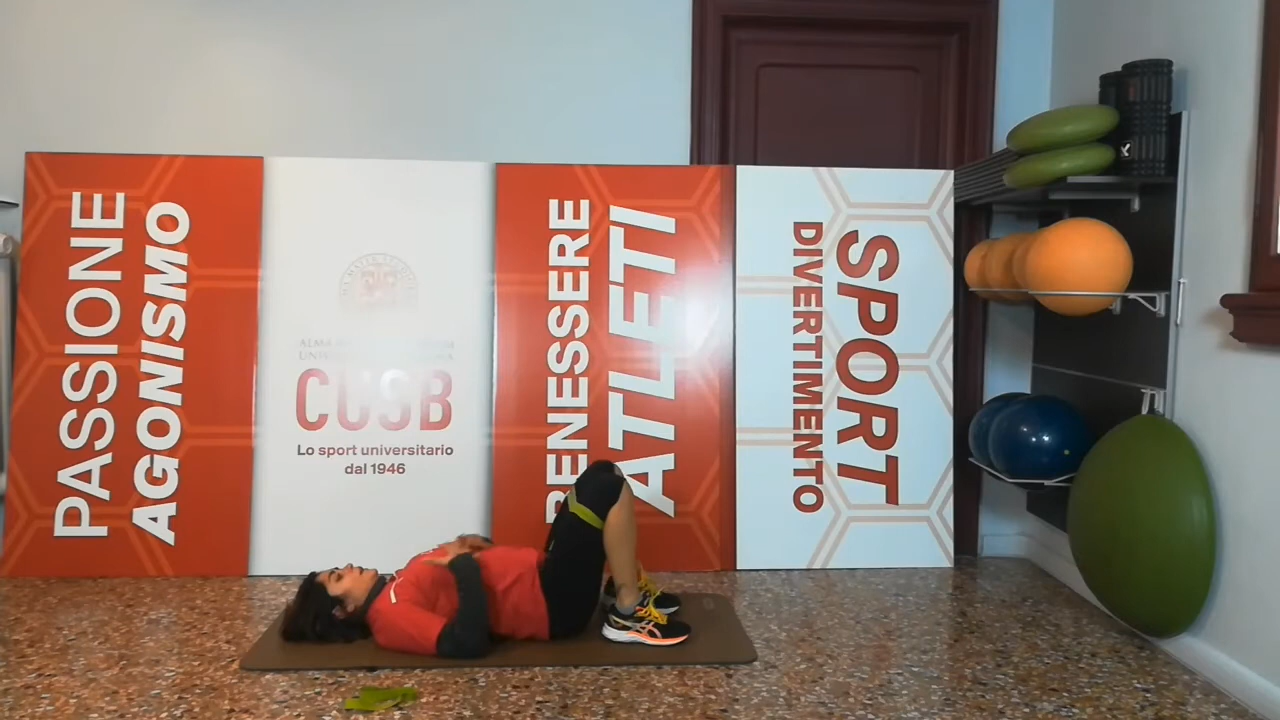 PASSIONE
AGONISMO
CUSB
Lo sport universitario
dal 1946
BENESSERE
ATLETI
SPORT
DIVERTIMENTO